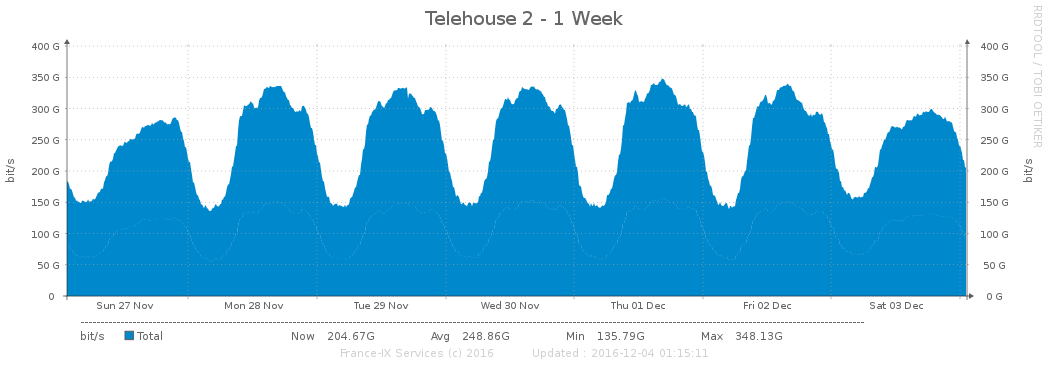 Telehouse 2 - 1 Week
RRDTOOL / TOBI OETIKER
400 G 400 G
350 G 350 G
300 G 300 G
250 G 250 G
200 G 200 G
150 G 150 G
100 G 100 G
50 G 50 G
0 0 G
bit/s bit/s
Sun 27 Nov Mon 28 Nov Tue 29 Nov Wed 30 Nov Thu 01 Dec Fri 02 Dec Sat 03 Dec
bit/s Total Now 204.67G Avg 248.86G Min 135.79G Max 348.13G
France-IX Services (c) 2016 Updated : 2016-12-04 01:15:11